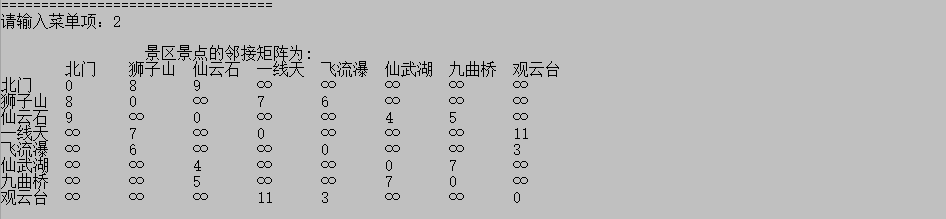 =================================
请输入菜单项：2
景区景点的邻接矩阵为:
北门 狮子山 仙云石 一线天 飞流瀑 仙武湖 九曲桥 观云台
北门 0 8 9 ∞ ∞ ∞ ∞ ∞
狮子山 8 0 ∞ 7 6 ∞ ∞ ∞
仙云石 9 ∞ 0 ∞ ∞ 4 5 ∞
一线天 ∞ 7 ∞ 0 ∞ ∞ ∞ 11
飞流瀑 ∞ 6 ∞ ∞ 0 ∞ ∞ 3
仙武湖 ∞ ∞ 4 ∞ ∞ 0 7 ∞
九曲桥 ∞ ∞ 5 ∞ ∞ 7 0 ∞
观云台 ∞ ∞ ∞ 11 3 ∞ ∞ 0